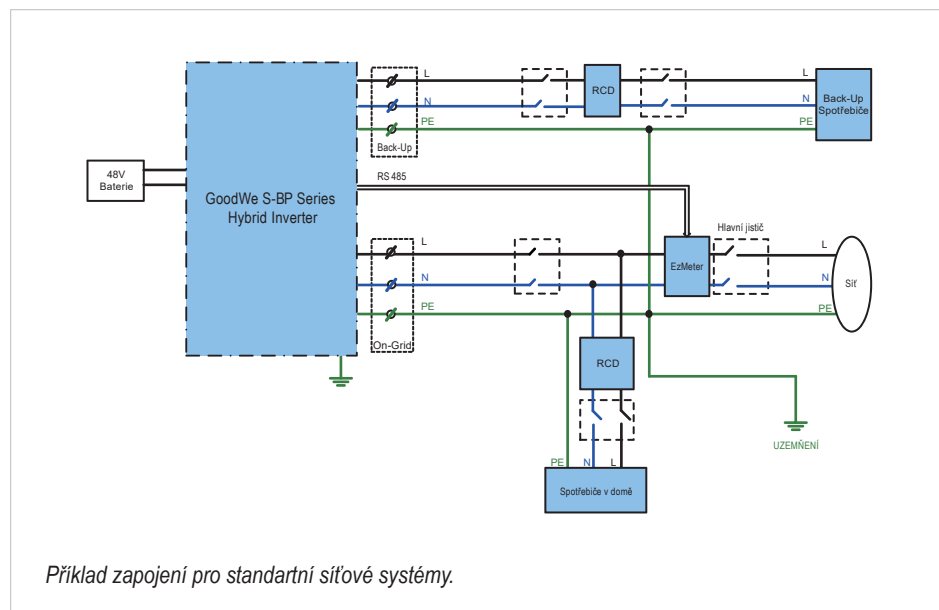 L
RCD
L
N
N
Back-Up
Spotřebiče
PE
PE
Back-Up
48V
Baterie
RS 485
GoodWe S-BP Series
Hybrid Inverter
Hlavní jistič
L
L
EzMeter
N
N
Síť
PE
PE
On-Grid
RCD
UZEMŇENÍ
PE
N
L
Spotřebiče v domě
Příklad zapojení pro standartní síťové systémy.